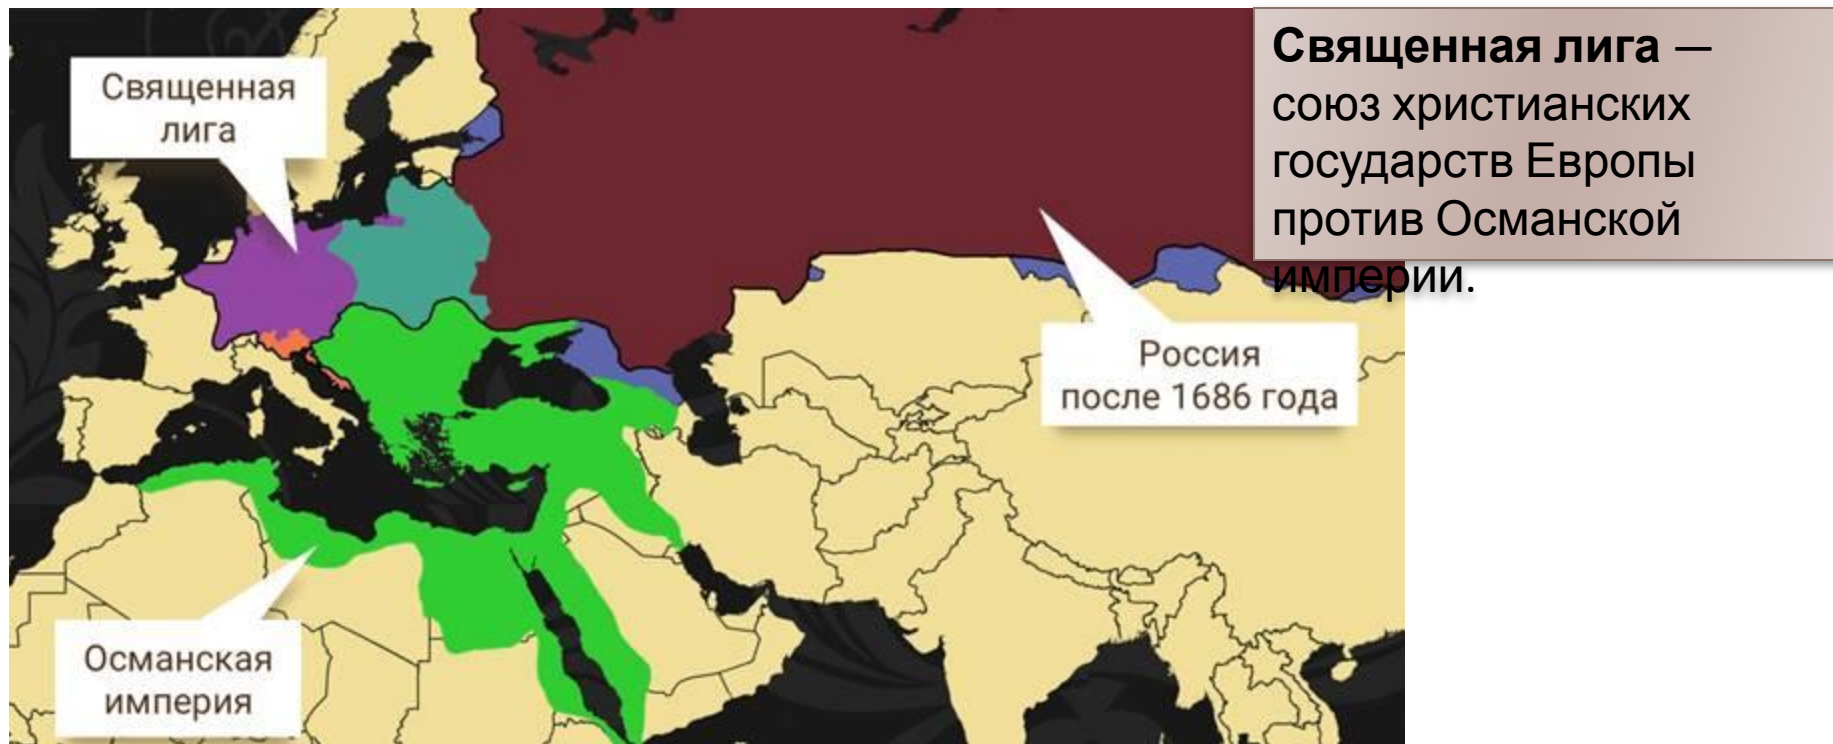 Священная
лига
Священная лига —
союз христианских
государств Европы
против Османской
империи.
Россия
после 1686 года
Османская
империя